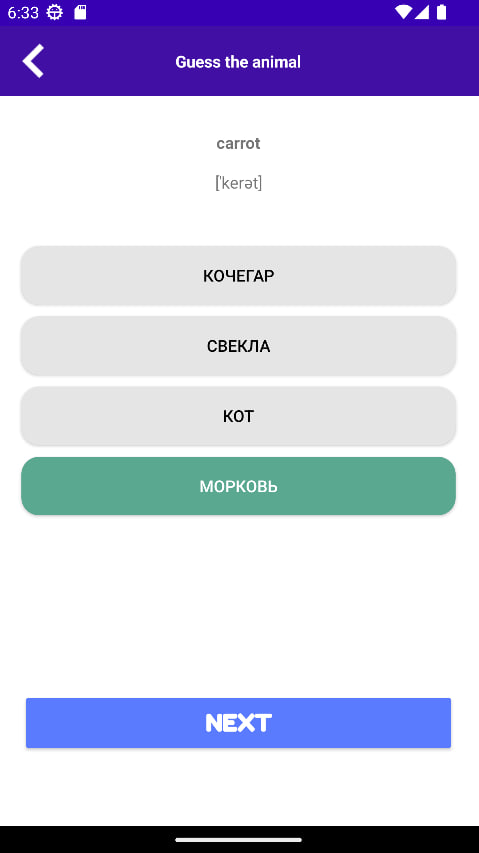 6:33
Guess the animal
carrot
['kerət]
КОЧЕГАР
СВЕКЛА
КОТ
МОРКОВЬ
NEXT